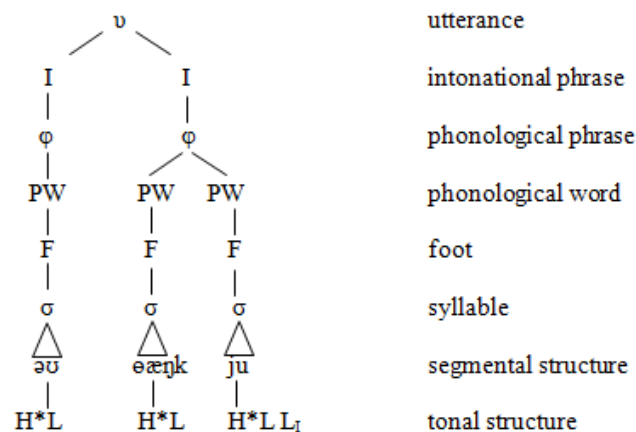 υ utterance
I I intonational phrase
φ φ phonological phrase
PW PW PW phonological word
F F F foot
σ σ σ syllable
əʊ ɵæŋk ju segmental structure
H*L H*L H*L L_I tonal structure